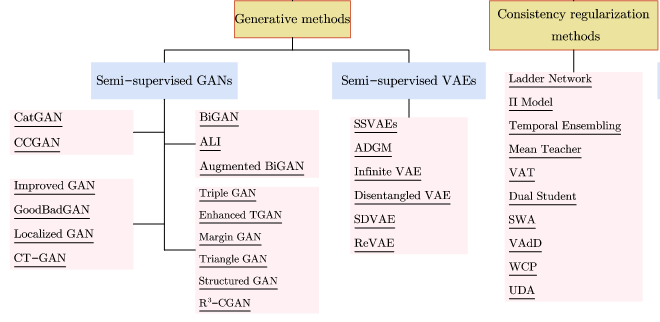 Generative methods
Consistency regularization
methods
Semi-supervised GANs
Semi-supervised VAEs
CatGAN
CCGAN
Improved GAN
GoodBadGAN
Localized GAN
CT-GAN
BiGAN
ALI
Augmented BiGAN
Triple GAN
Enhanced TGAN
Margin GAN
Triangle GAN
Structured GAN
R³-CGAN
SSVAEs
ADGM
Infinite VAE
Disentangled VAE
SDVAE
ReVAE
Ladder Network
Π Model
Temporal Ensembling
Mean Teacher
VAT
Dual Student
SWA
VAdD
WCP
UDA